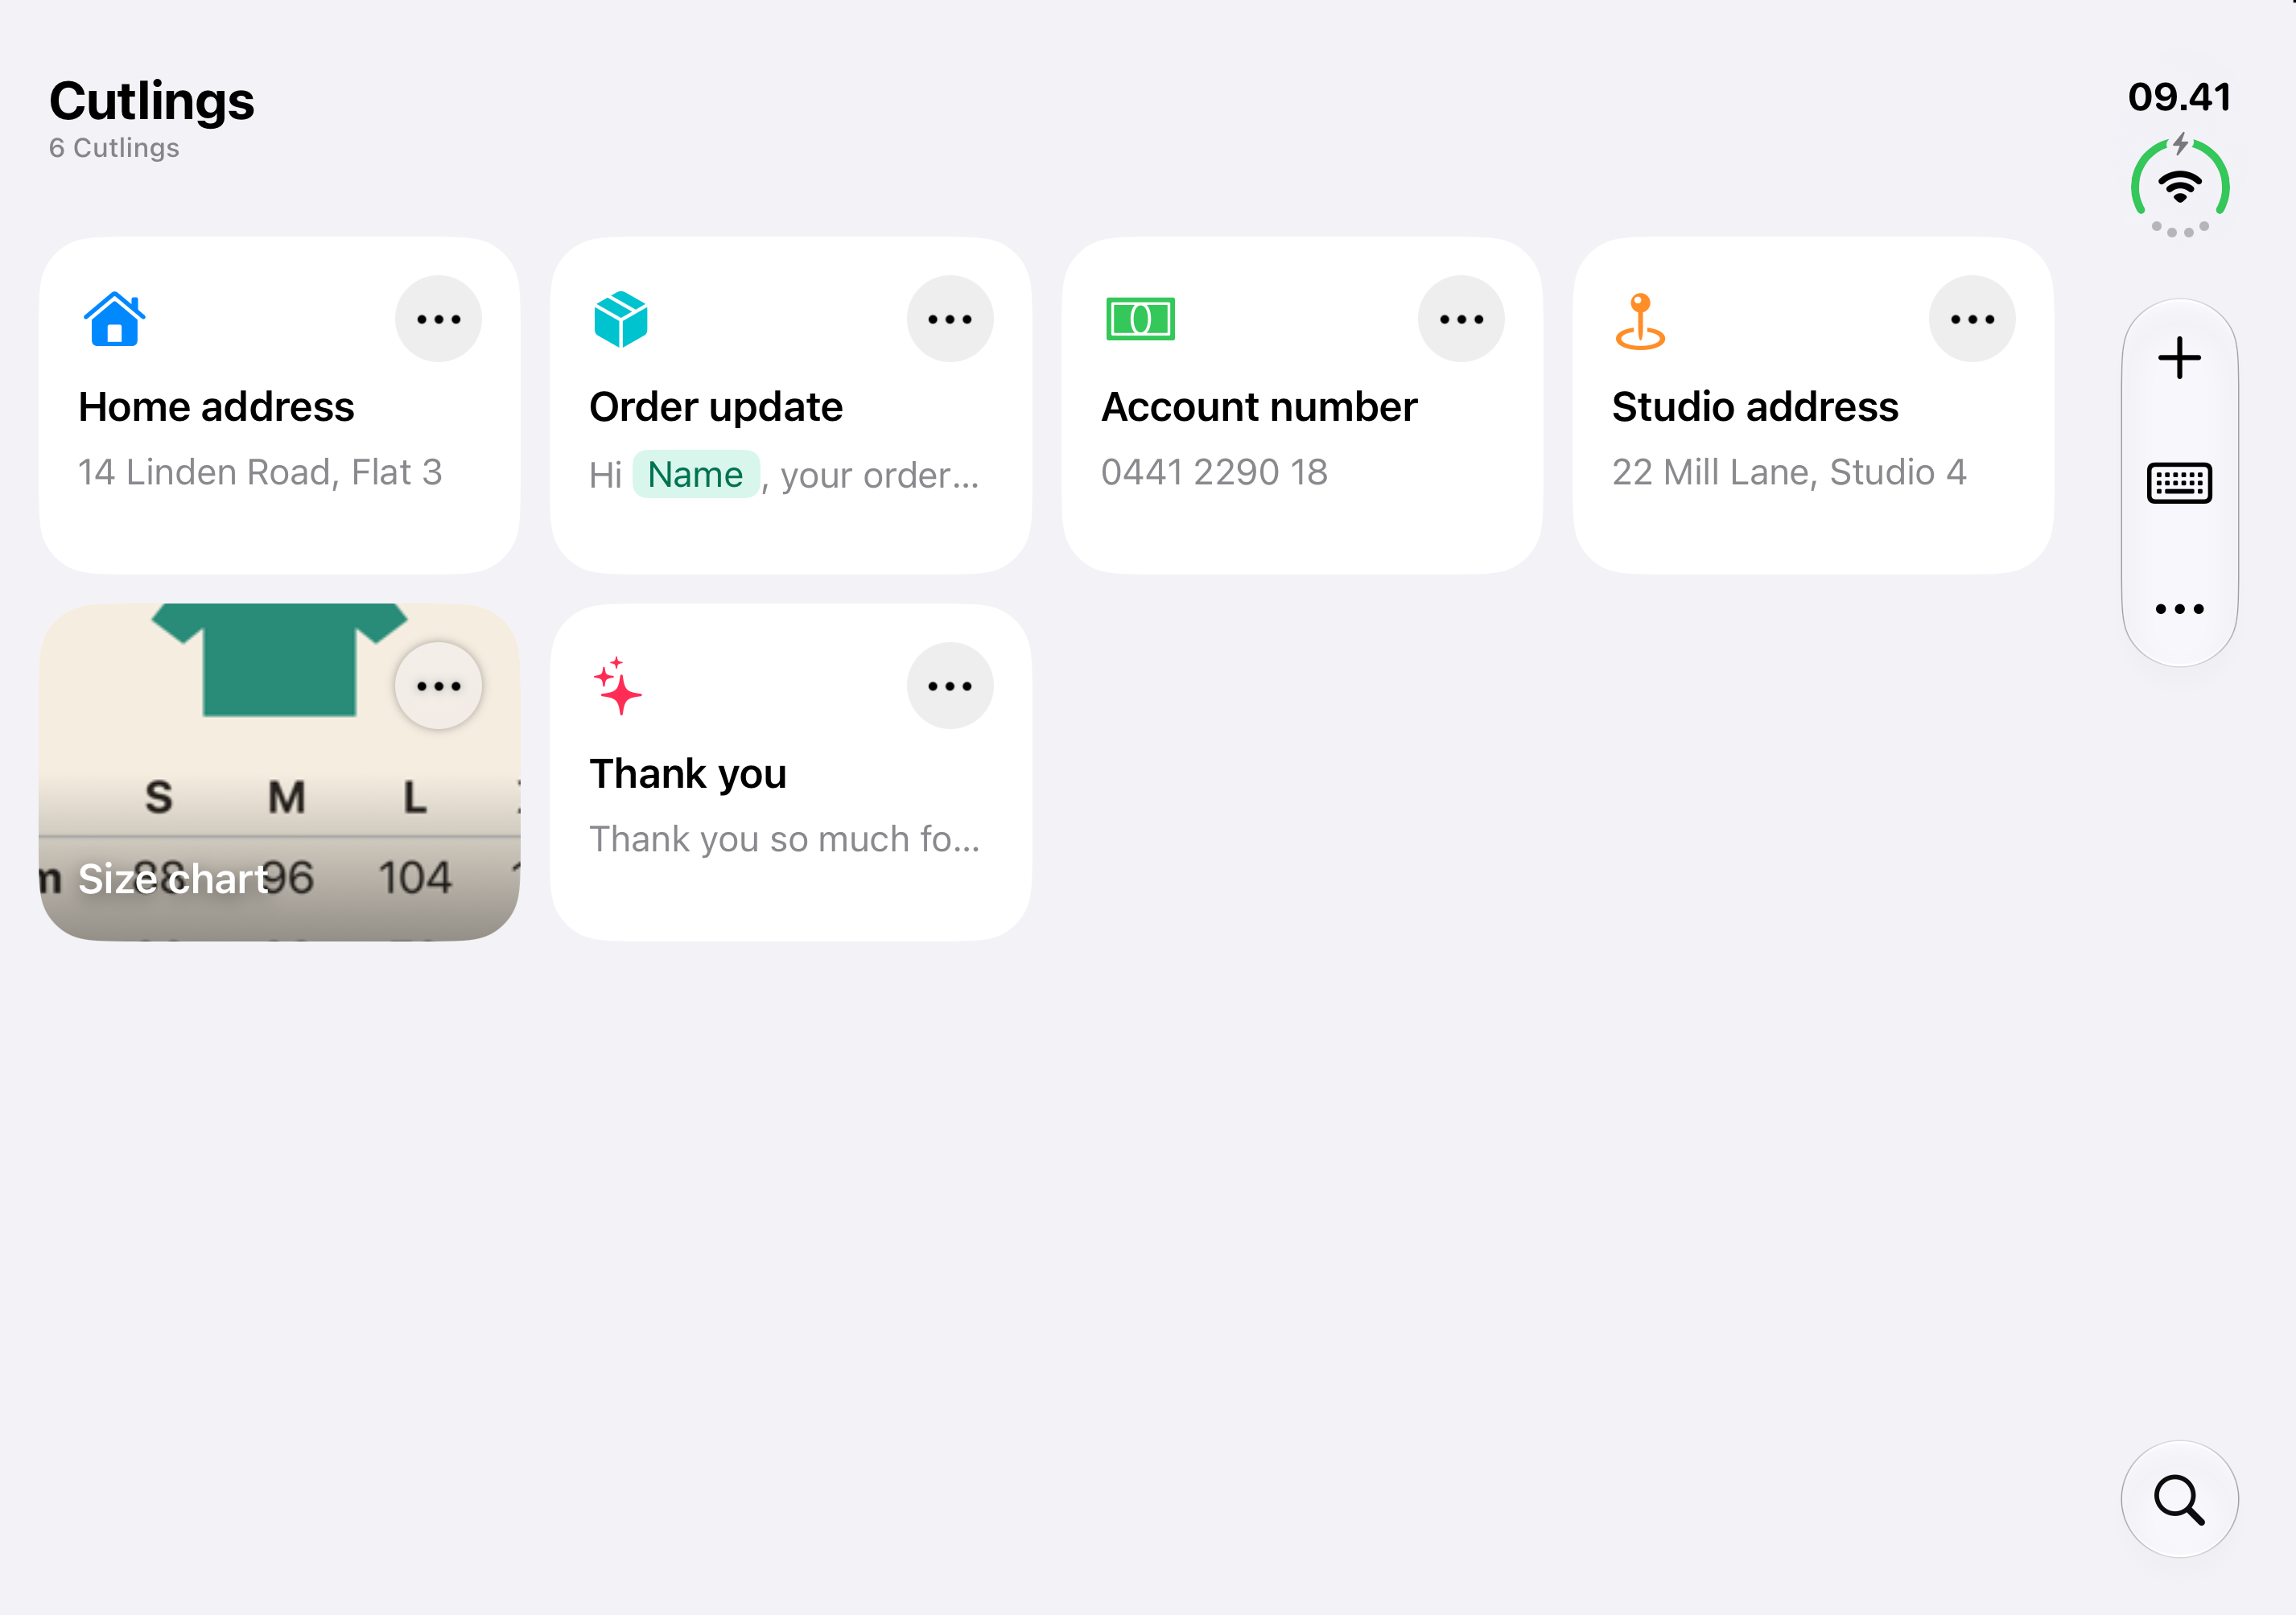 Cutlings
6 Cutlings
09.41
Home address
14 Linden Road, Flat 3
Order update
Hi Name, your order...
Account number
0441 2290 18
Studio address
22 Mill Lane, Studio 4
S M L
88 96 104
Size chart
Thank you
Thank you so much fo...